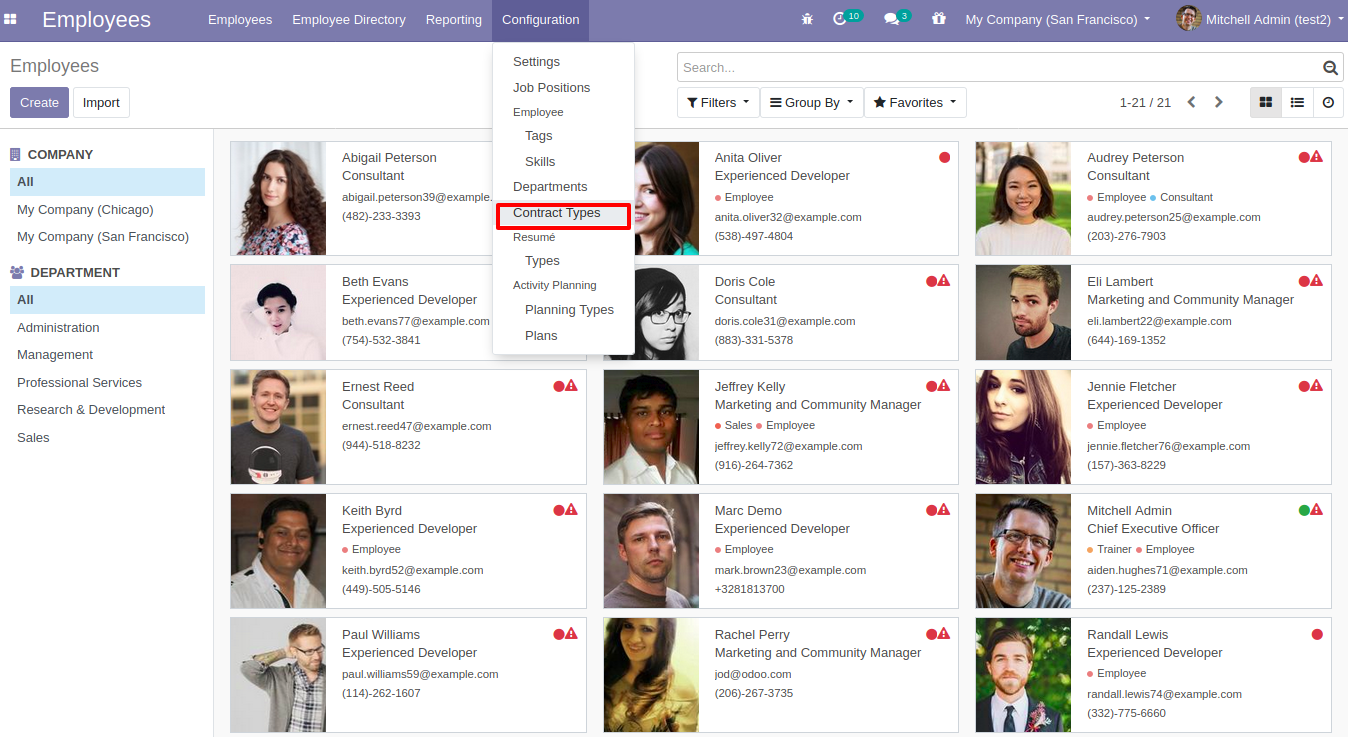 Employees
Employees Employee Directory Reporting Configuration
10 3 My Company (San Francisco) Mitchell Admin (test2)
Employees
Create Import
Settings
Job Positions
Employee
Tags
Skills
Departments
Contract Types
Resumé
Types
Activity Planning
Planning Types
Plans
Search...
Filters Group By Favorites
1-21 / 21
COMPANY
All
My Company (Chicago)
My Company (San Francisco)
DEPARTMENT
All
Administration
Management
Professional Services
Research & Development
Sales
Abigail Peterson
Consultant
abigail.peterson39@example.
(482)-233-3393
Anita Oliver
Experienced Developer
Employee
anita.oliver32@example.com
(538)-497-4804
Audrey Peterson
Consultant
Employee Consultant
audrey.peterson25@example.com
(203)-276-7903
Beth Evans
Experienced Developer
beth.evans77@example.com
(754)-532-3841
Doris Cole
Consultant
doris.cole31@example.com
(883)-331-5378
Eli Lambert
Marketing and Community Manager
eli.lambert22@example.com
(644)-169-1352
Ernest Reed
Consultant
ernest.reed47@example.com
(944)-518-8232
Jeffrey Kelly
Marketing and Community Manager
Sales Employee
jeffrey.kelly72@example.com
(916)-264-7362
Jennie Fletcher
Experienced Developer
Employee
jennie.fletcher76@example.com
(157)-363-8229
Keith Byrd
Experienced Developer
Employee
keith.byrd52@example.com
(449)-505-5146
Marc Demo
Experienced Developer
Employee
mark.brown23@example.com
+3281813700
Mitchell Admin
Chief Executive Officer
Trainer Employee
aiden.hughes71@example.com
(237)-125-2389
Paul Williams
Experienced Developer
paul.williams59@example.com
(114)-262-1607
Rachel Perry
Marketing and Community Manager
jod@odoo.com
(206)-267-3735
Randall Lewis
Experienced Developer
Employee
randall.lewis74@example.com
(332)-775-6660